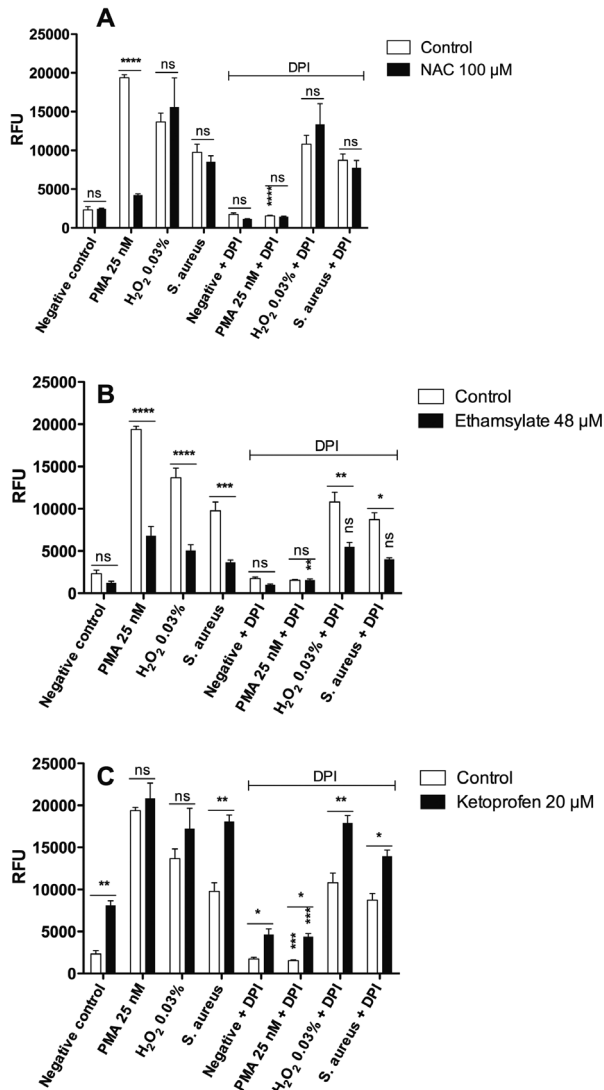 A
25000
20000
15000
10000
5000
0
RFU
Control
NAC 100 µM
DPI
ns
****
ns
ns
ns
****
ns
ns
ns
Negative control
PMA 25 nM
H₂O₂ 0.03%
S. aureus
Negative + DPI
PMA 25 nM + DPI
H₂O₂ 0.03% + DPI
S. aureus + DPI
B
25000
20000
15000
10000
5000
0
RFU
Control
Ethamsylate 48 µM
DPI
ns
****
****
***
ns
ns
**
**
ns
*
ns
Negative control
PMA 25 nM
H₂O₂ 0.03%
S. aureus
Negative + DPI
PMA 25 nM + DPI
H₂O₂ 0.03% + DPI
S. aureus + DPI
C
25000
20000
15000
10000
5000
0
RFU
Control
Ketoprofen 20 µM
DPI
**
ns
ns
**
*
*
***
***
**
*
Negative control
PMA 25 nM
H₂O₂ 0.03%
S. aureus
Negative + DPI
PMA 25 nM + DPI
H₂O₂ 0.03% + DPI
S. aureus + DPI